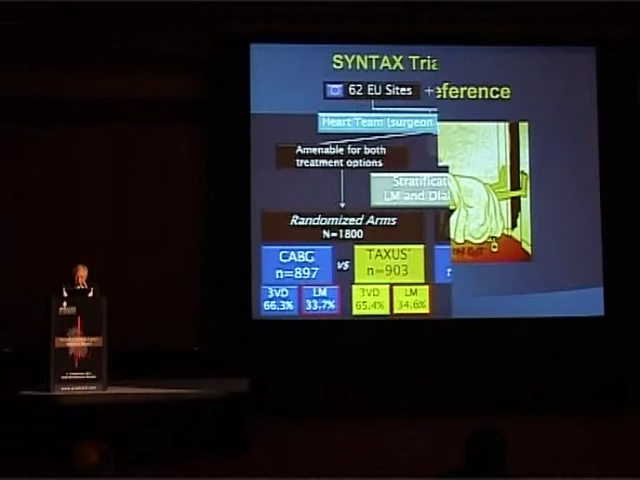 SYNTAX Tria
62 EU Sites +
eference
Heart Team (surgeon
Amenable for both
treatment options
Stratificat
LM and Dia
Randomized Arms
N=1800
CABG
n=897
vs
TAXUS*
n=903
3VD
66.3%
LM
33.7%
3VD
65.4%
LM
34.6%